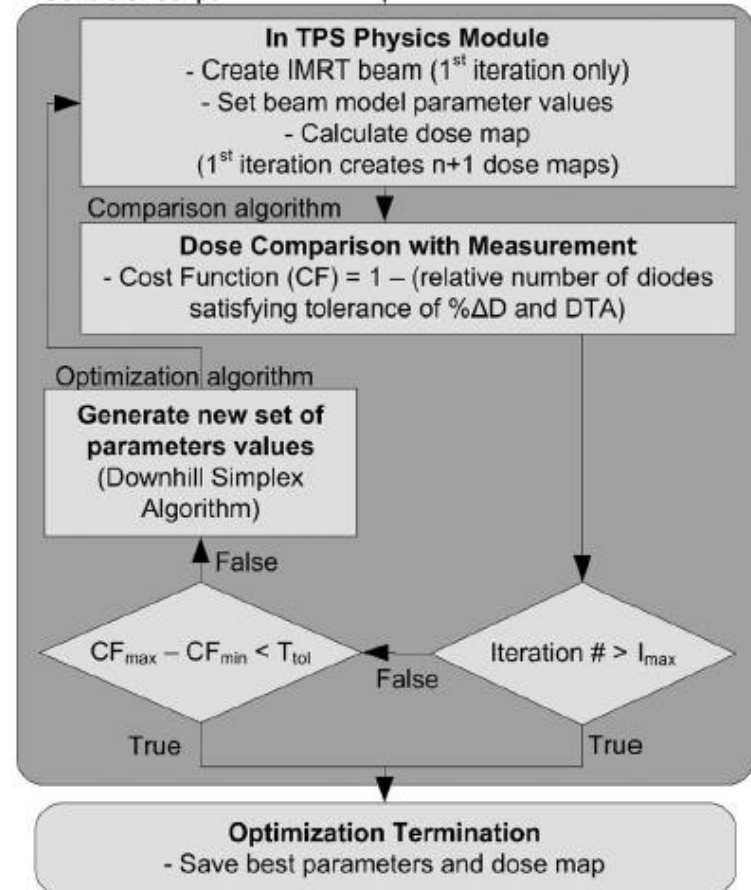 In TPS Physics Module
- Create IMRT beam (1st iteration only)
- Set beam model parameter values
- Calculate dose map
(1st iteration creates n+1 dose maps)
Comparison algorithm
Dose Comparison with Measurement
- Cost Function (CF) = 1 – (relative number of diodes
satisfying tolerance of %ΔD and DTA)
Optimization algorithm
Generate new set of
parameters values
(Downhill Simplex
Algorithm)
False
CFmax – CFmin < Ttol
False
Iteration # > Imax
True
True
Optimization Termination
- Save best parameters and dose map